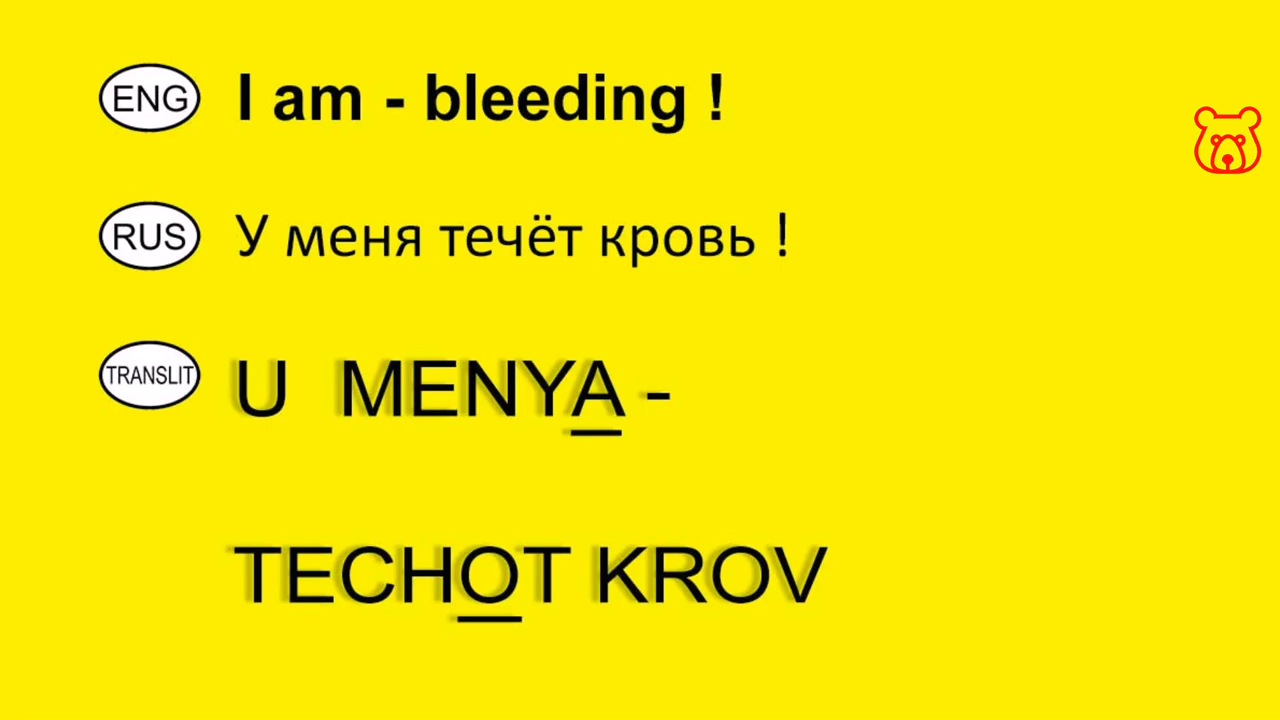 ENG I am - bleeding !
RUS У меня течёт кровь !
TRANSLIT U MENYA -
TECHOT KROV